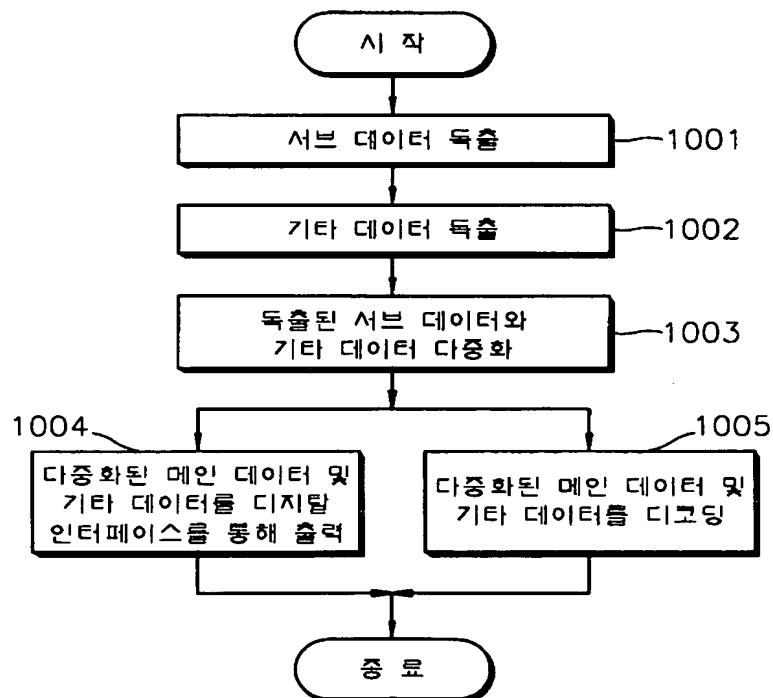 시 작
서브 데이터 독출
1001
기타 데이터 독출
1002
독출된 서브 데이터와
기타 데이터 다중화
1003
1004
다중화된 메인 데이터 및
기타 데이터를 디지탈
인터페이스를 통해 출력
1005
다중화된 메인 데이터 및
기타 데이터를 디코딩
종 료